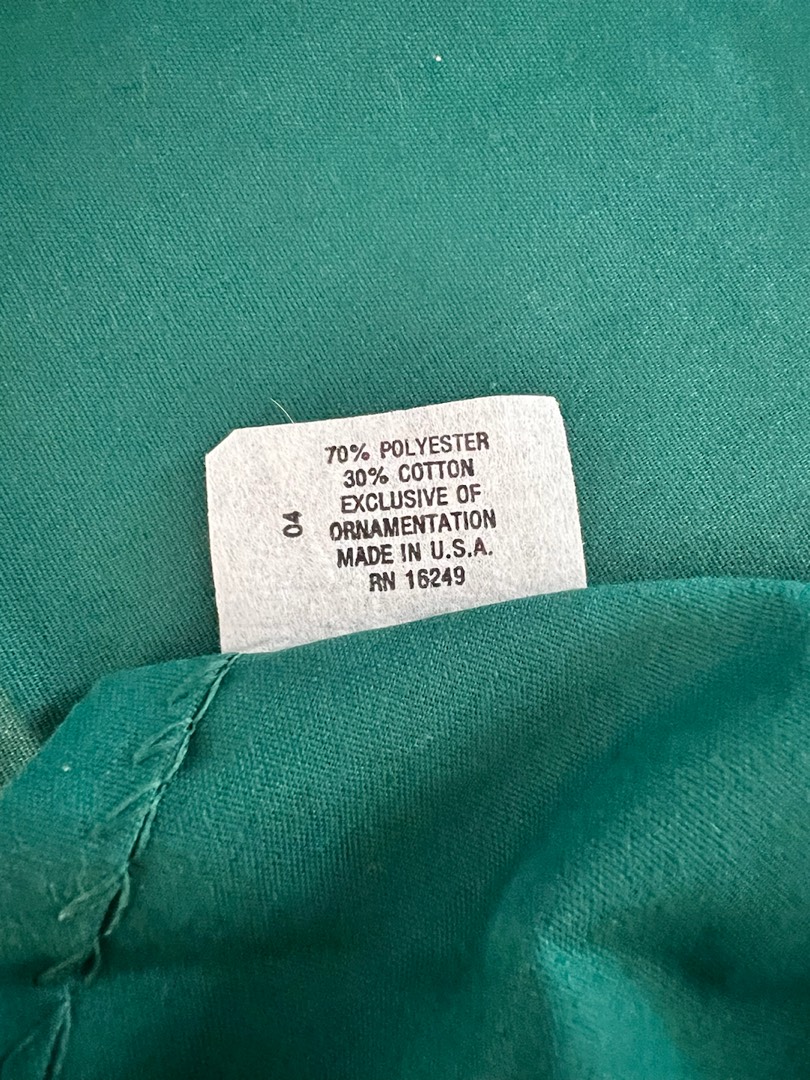 70% POLYESTER
30% COTTON
EXCLUSIVE OF
ORNAMENTATION
MADE IN U.S.A.
RN 16249
04